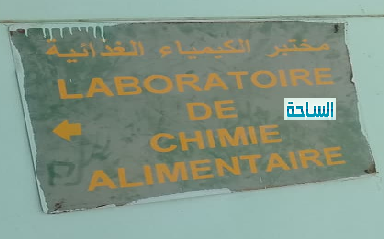 مختبر الكيمياء الغذائية
LABORATOIRE
DE
الساحة
CHIMIE
ALIMENTAIRE